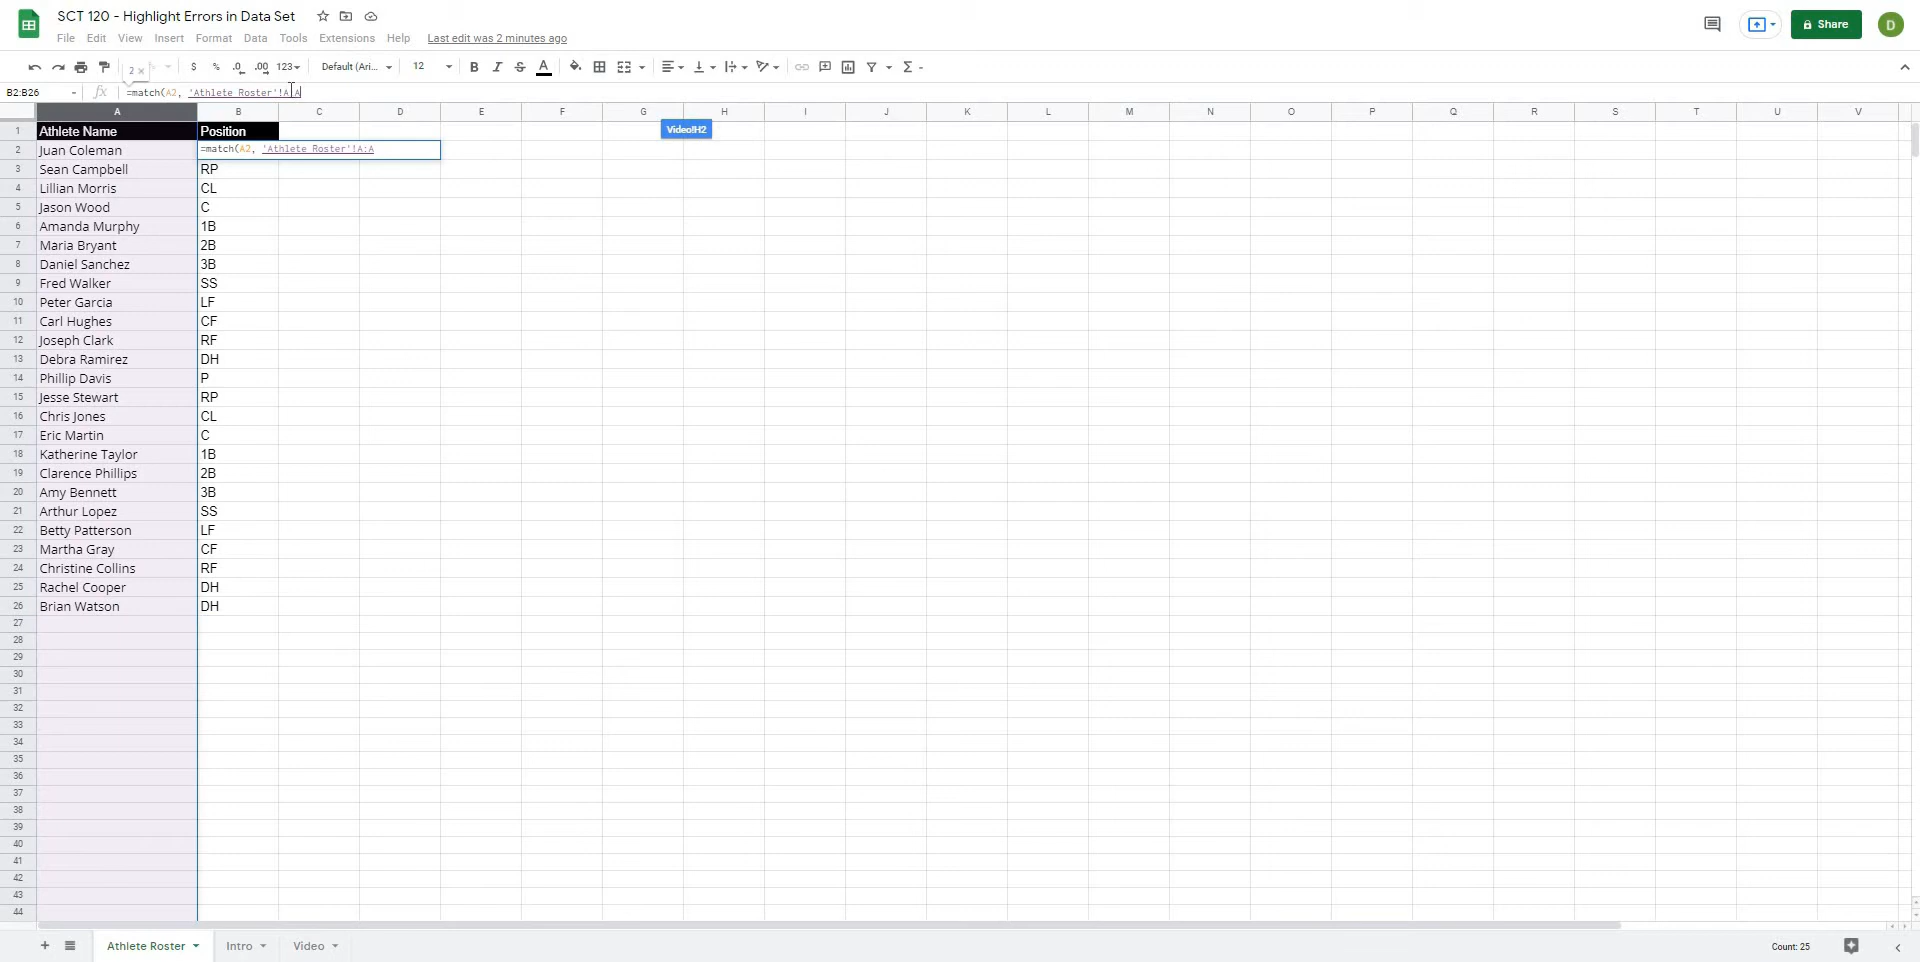 SCT 120 - Highlight Errors in Data Set
Share
D
File Edit View Insert Format Data Tools Extensions Help Last edit was 2 minutes ago
2 ×
$ % .0 .00 123 Default (Ari... 12 B I S A Σ
B2:B26 fx =match(A2, 'Athlete Roster'!A:A
A B C D E F G H I J K L M N O P Q R S T U V
1 Athlete Name Position
Video!H2
2 Juan Coleman =match(A2, 'Athlete Roster'!A:A
3 Sean Campbell RP
4 Lillian Morris CL
5 Jason Wood C
6 Amanda Murphy 1B
7 Maria Bryant 2B
8 Daniel Sanchez 3B
9 Fred Walker SS
10 Peter Garcia LF
11 Carl Hughes CF
12 Joseph Clark RF
13 Debra Ramirez DH
14 Phillip Davis P
15 Jesse Stewart RP
16 Chris Jones CL
17 Eric Martin C
18 Katherine Taylor 1B
19 Clarence Phillips 2B
20 Amy Bennett 3B
21 Arthur Lopez SS
22 Betty Patterson LF
23 Martha Gray CF
24 Christine Collins RF
25 Rachel Cooper DH
26 Brian Watson DH
27
28
29
30
31
32
33
34
35
36
37
38
39
40
41
42
43
44
+ Athlete Roster Intro Video Count: 25